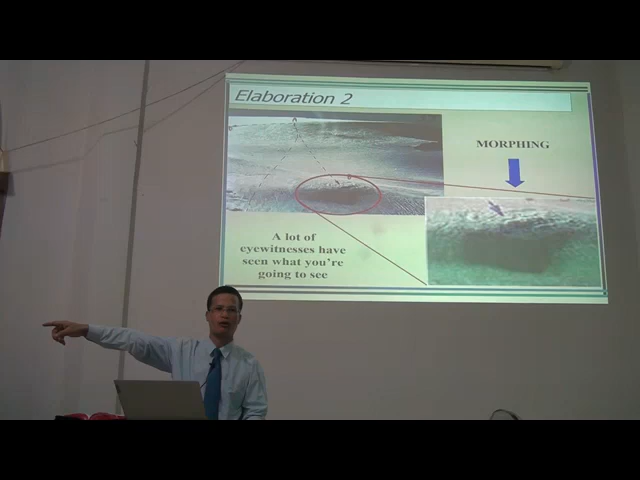 Elaboration 2
MORPHING
A lot of
eyewitnesses have
seen what you're
going to see